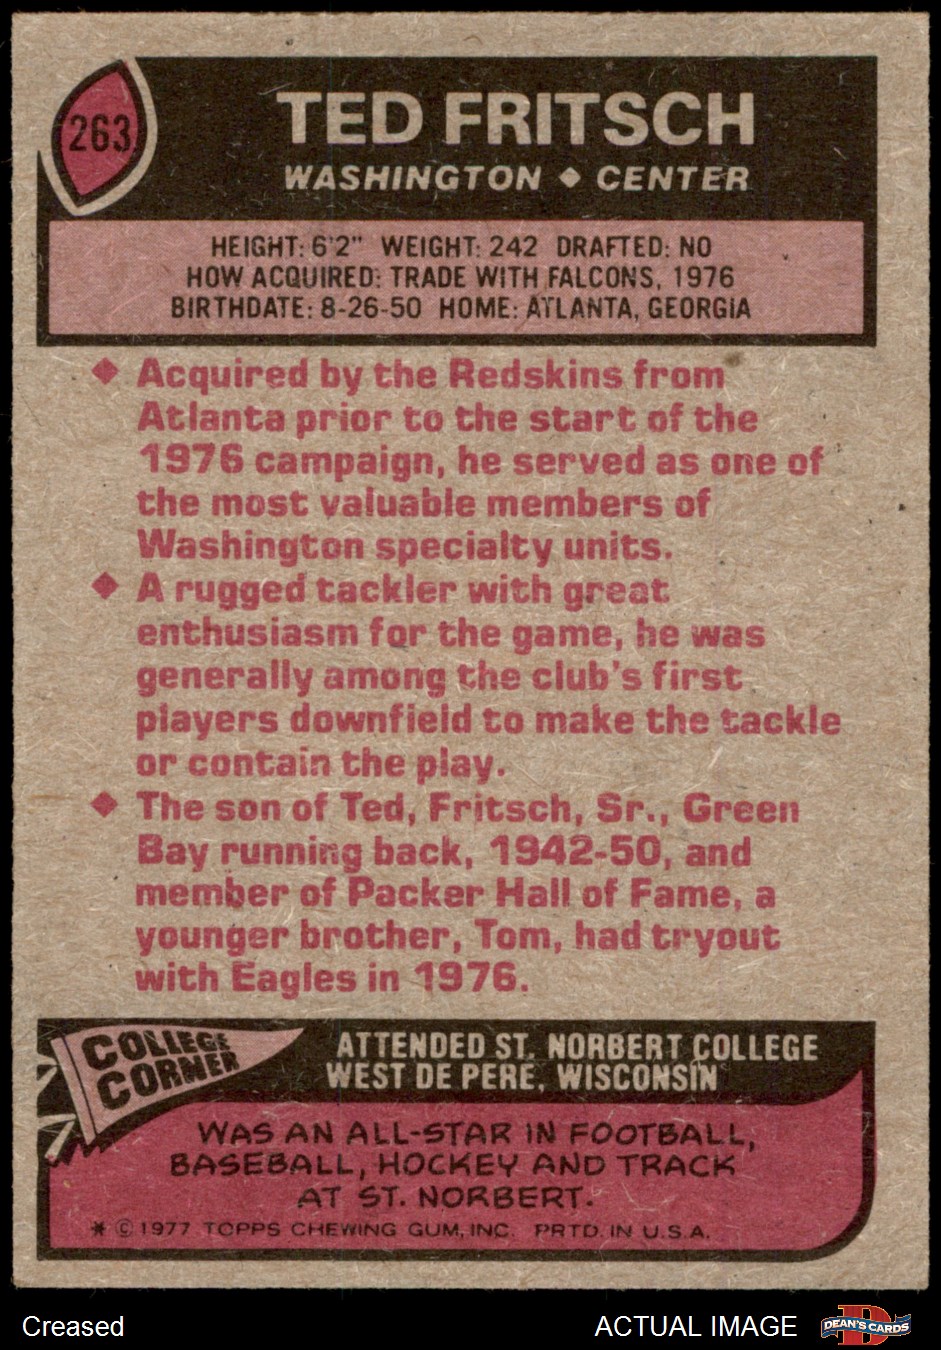 263
TED FRITSCH
WASHINGTON ◆ CENTER
HEIGHT: 6'2" WEIGHT: 242 DRAFTED: NO
HOW ACQUIRED: TRADE WITH FALCONS, 1976
BIRTHDATE: 8-26-50 HOME: ATLANTA, GEORGIA
◆ Acquired by the Redskins from
Atlanta prior to the start of the
1976 campaign, he served as one of
the most valuable members of
Washington specialty units.
◆ A rugged tackler with great
enthusiasm for the game, he was
generally among the club's first
players downfield to make the tackle
or contain the play.
◆ The son of Ted, Fritsch, Sr., Green
Bay running back, 1942-50, and
member of Packer Hall of Fame, a
younger brother, Tom, had tryout
with Eagles in 1976.
COLLEGE
CORNER
ATTENDED ST. NORBERT COLLEGE
WEST DE PERE, WISCONSIN
WAS AN ALL-STAR IN FOOTBALL,
BASEBALL, HOCKEY AND TRACK
AT ST. NORBERT.
* © 1977 TOPPS CHEWING GUM, INC. PRTD. IN U.S.A.
Creased
ACTUAL IMAGE
D
DEAN'S CARDS